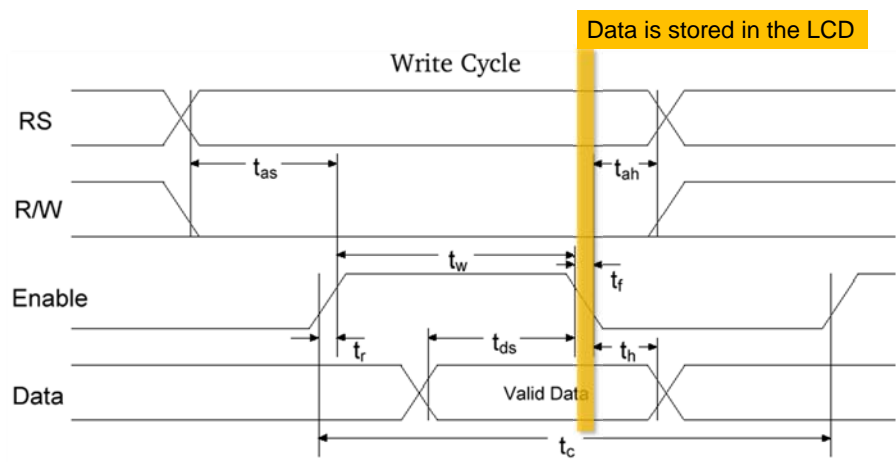 Data is stored in the LCD
Write Cycle
RS
tas
tah
R/W
tw
tf
Enable
tr
tds
th
Data
Valid Data
tc